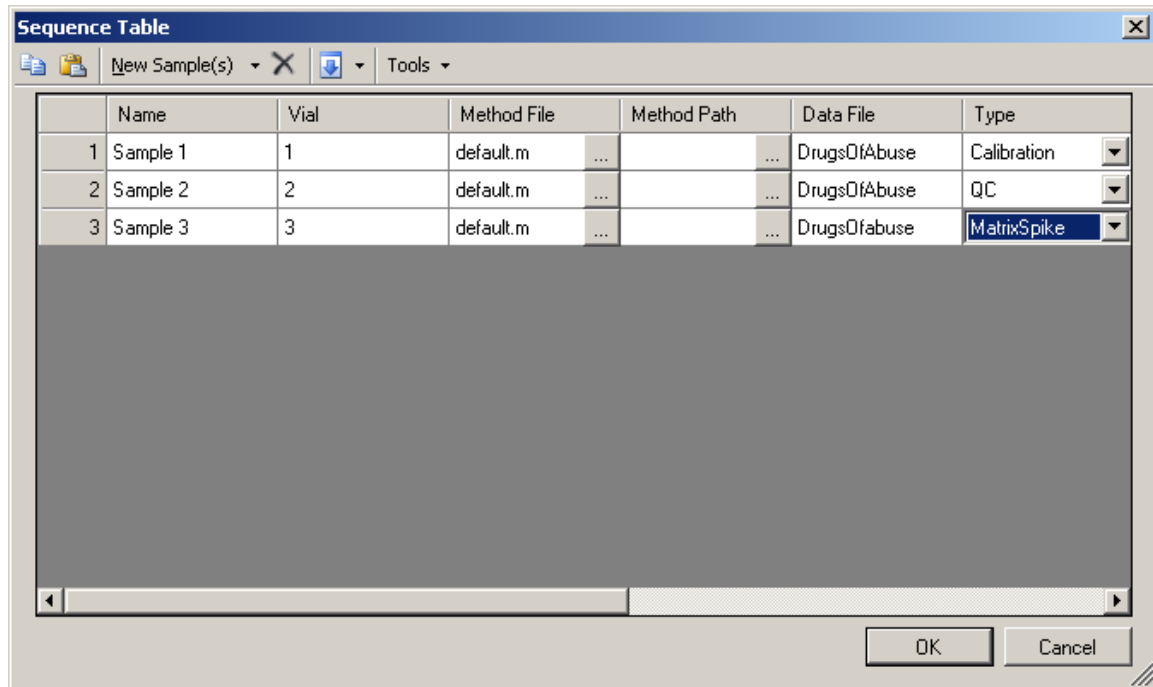 Sequence Table
New Sample(s) Tools
Name Vial Method File Method Path Data File Type
1 Sample 1 1 default.m ... ... DrugsOfAbuse Calibration
2 Sample 2 2 default.m ... ... DrugsOfAbuse QC
3 Sample 3 3 default.m ... ... DrugsOfabuse MatrixSpike
OK Cancel